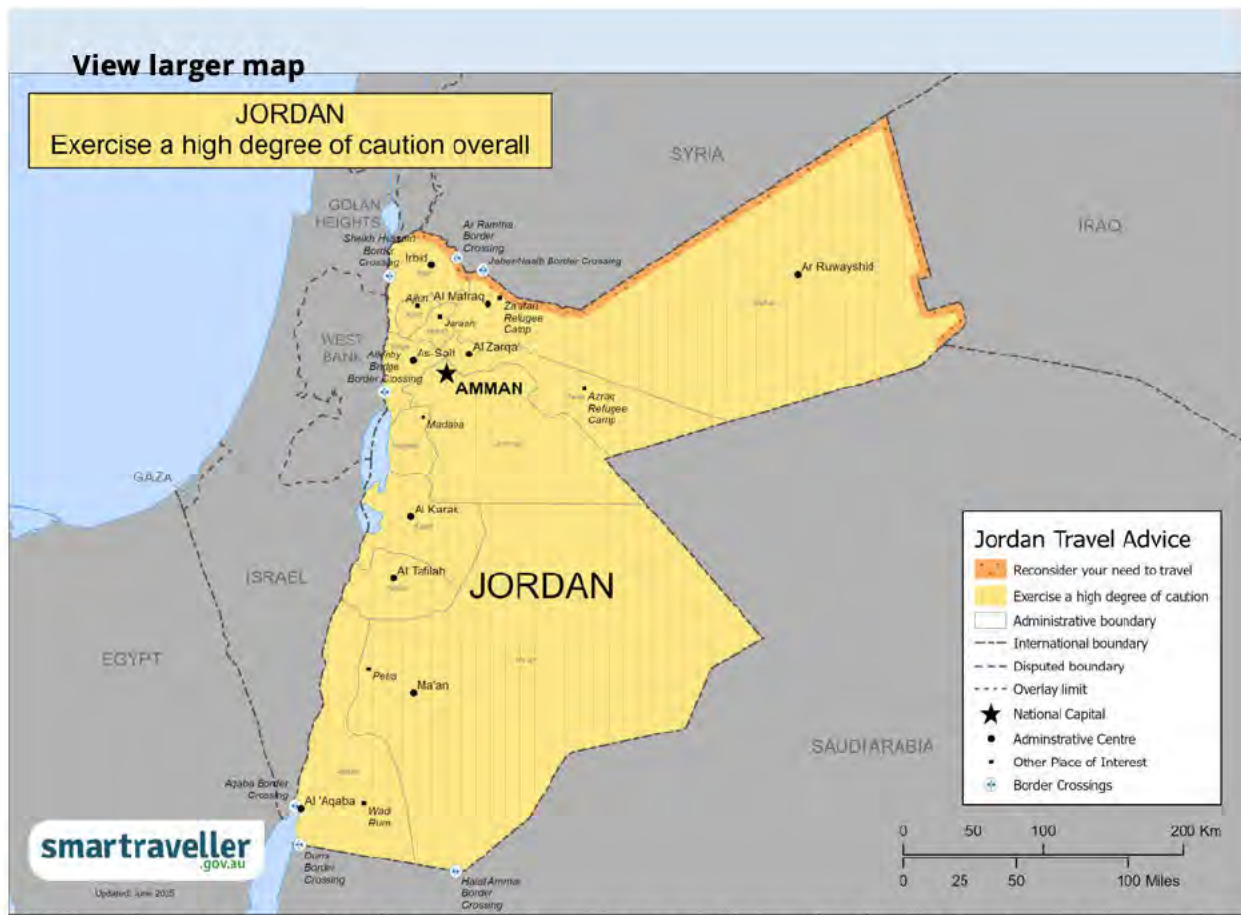 View larger map
JORDAN
Exercise a high degree of caution overall
SYRIA
IRAQ
GOLAN
HEIGHTS
Sheikh Hussein
Border
Crossing
Ar Ramtha
Border
Crossing
Jaber/Nasib Border Crossing
Irbid
Ar Ruwayshid
Ajlun
Al Mafraq
Za'atari
Refugee
Camp
Jerash
WEST
BANK
Allenby
Bridge
Border Crossing
As-Salt
Al Zarqa'
AMMAN
Azraq
Refugee
Camp
Madaba
GAZA
Al Karak
ISRAEL
At Tafilah
JORDAN
EGYPT
Petra
Ma'an
SAUDI ARABIA
Aqaba Border
Crossing
Al 'Aqaba
Wadi
Rum
Durra
Border
Crossing
Halat Ammar
Border
Crossing
Jordan Travel Advice
Reconsider your need to travel
Exercise a high degree of caution
Administrative boundary
International boundary
Disputed boundary
Overlay limit
National Capital
Adminstrative Centre
Other Place of Interest
Border Crossings
0 50 100 200 Km
0 25 50 100 Miles
smartraveller
.gov.au
Updated: June 2025